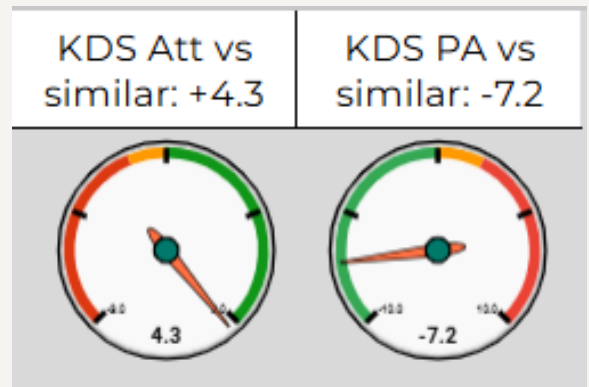 KDS Att vs
similar: +4.3
KDS PA vs
similar: -7.2
4.3
-10.0
10.0
-7.2